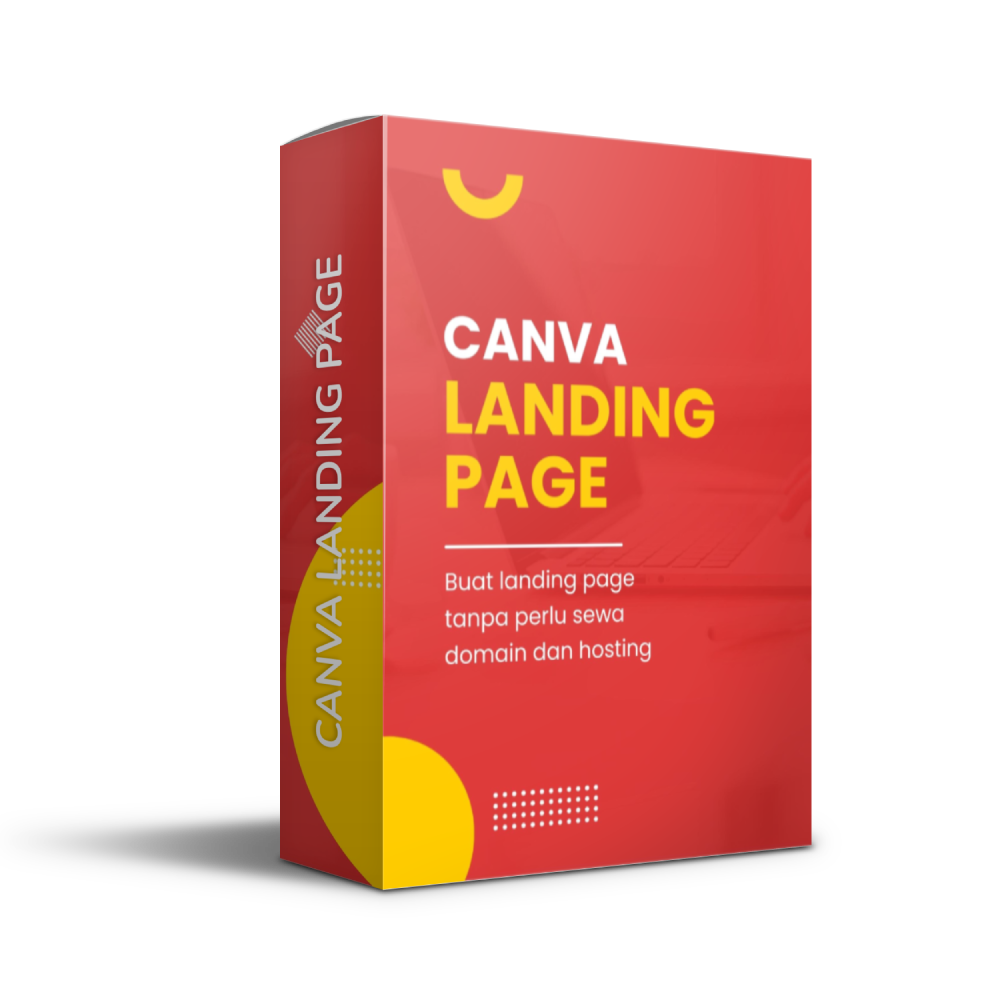 CANVA LANDING PAGE
CANVA
LANDING
PAGE
Buat landing page
tanpa perlu sewa
domain dan hosting